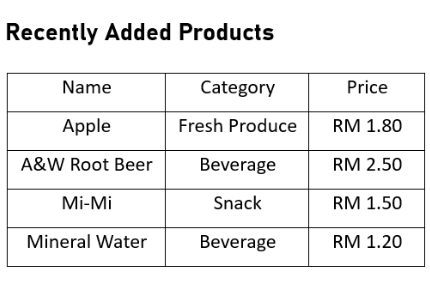 Recently Added Products
Name Category Price
Apple Fresh Produce RM 1.80
A&W Root Beer Beverage RM 2.50
Mi-Mi Snack RM 1.50
Mineral Water Beverage RM 1.20